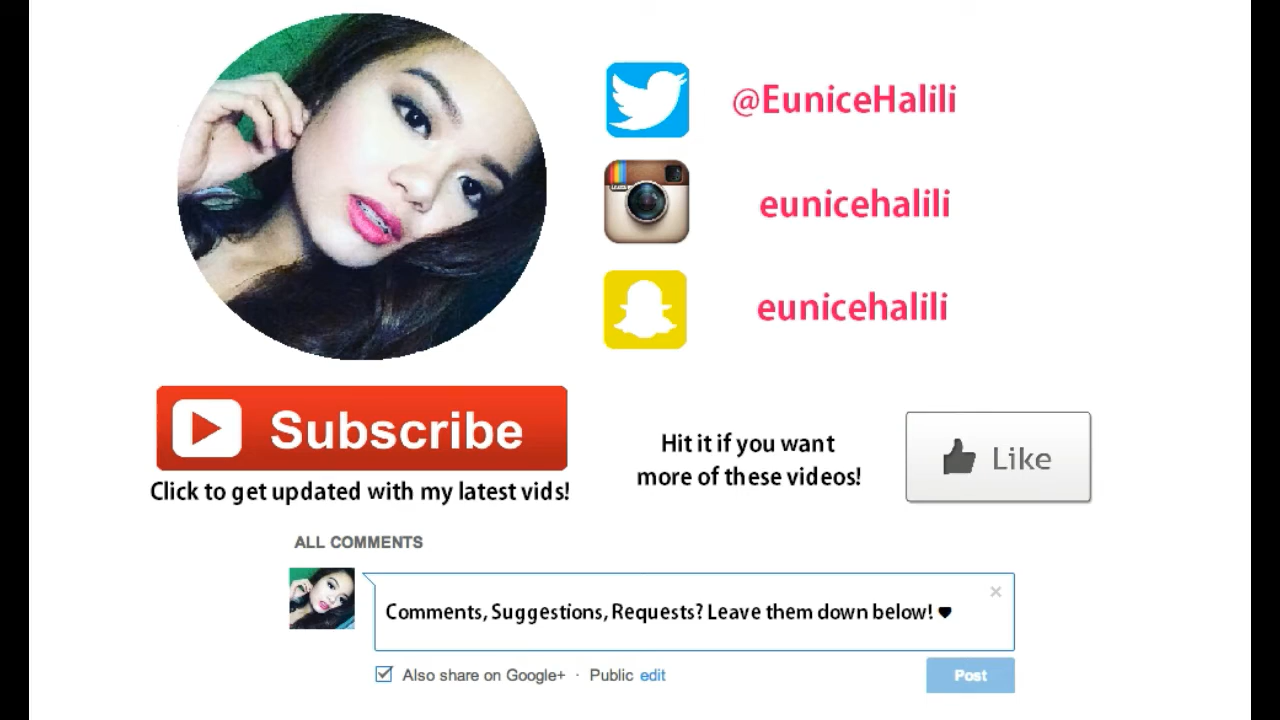 @EuniceHalili
eunicehalili
eunicehalili
Subscribe
Click to get updated with my latest vids!
Hit it if you want
more of these videos!
Like
ALL COMMENTS
Comments, Suggestions, Requests? Leave them down below! ♥
Also share on Google+ · Public edit
Post